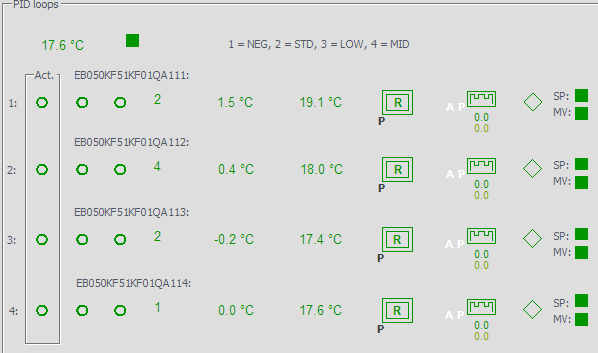 PID loops
17.6 °C 1 = NEG, 2 = STD, 3 = LOW, 4 = MID
Act. EB050KF51KF01QA111:
1: 2 1.5 °C 19.1 °C R A P SP:
P 0.0 MV:
0.0
EB050KF51KF01QA112:
2: 4 0.4 °C 18.0 °C R A P SP:
P 0.0 MV:
0.0
EB050KF51KF01QA113:
3: 2 -0.2 °C 17.4 °C R A P SP:
P 0.0 MV:
0.0
EB050KF51KF01QA114:
4: 1 0.0 °C 17.6 °C R A P SP:
P 0.0 MV:
0.0